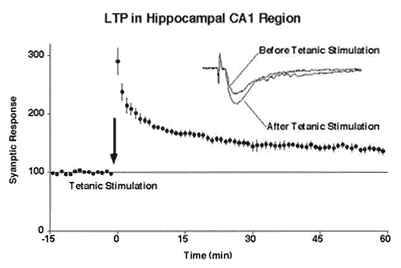 LTP in Hippocampal CA1 Region
Before Tetanic Stimulation
After Tetanic Stimulation
Syanptic Response
300
200
100
0
Tetanic Stimulation
-15 0 15 30 45 60
Time (min)